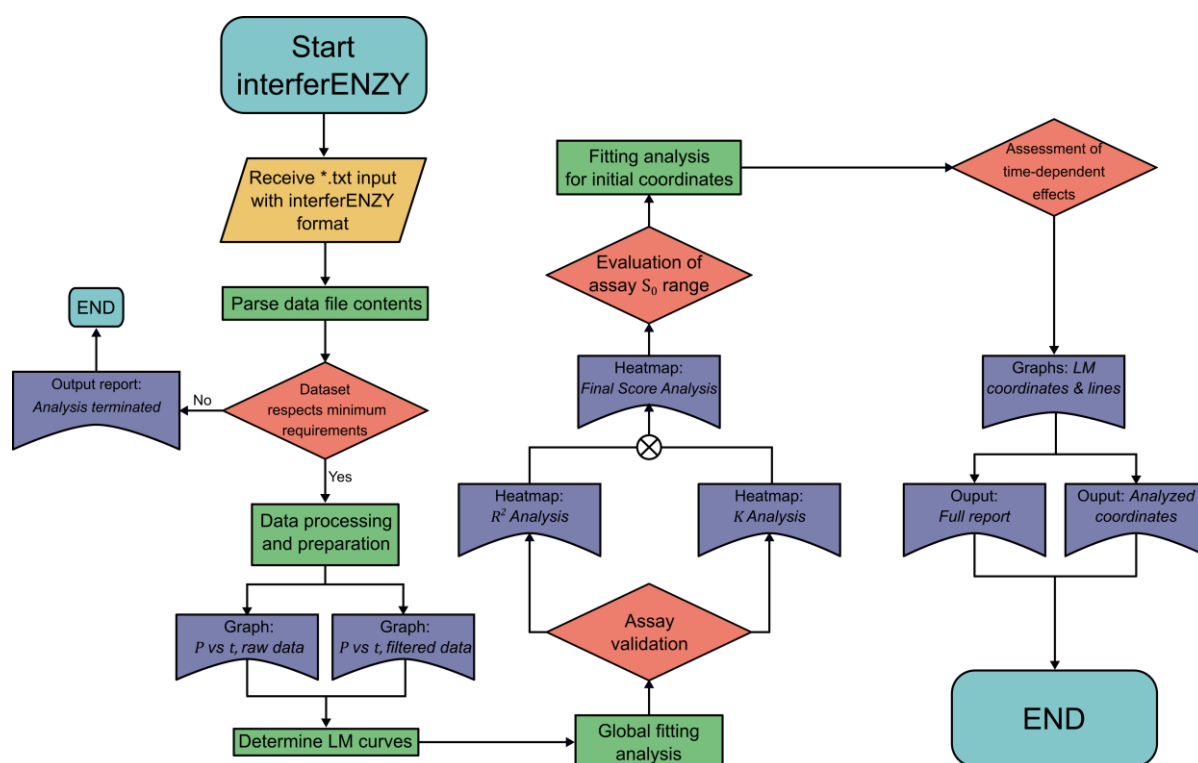 Start
interferENZY
Receive *.txt input
with interferENZY
format
Parse data file contents
END
Output report:
Analysis terminated
No
Dataset
respects minimum
requirements
Yes
Data processing
and preparation
Graph:
P vs t, raw data
Graph:
P vs t, filtered data
Determine LM curves
Global fitting
analysis
Assay
validation
Heatmap:
R² Analysis
Heatmap:
K Analysis
Heatmap:
Final Score Analysis
Evaluation of
assay S₀ range
Fitting analysis
for initial coordinates
Assessment of
time-dependent
effects
Graphs: LM
coordinates & lines
Ouput:
Full report
Ouput: Analyzed
coordinates
END